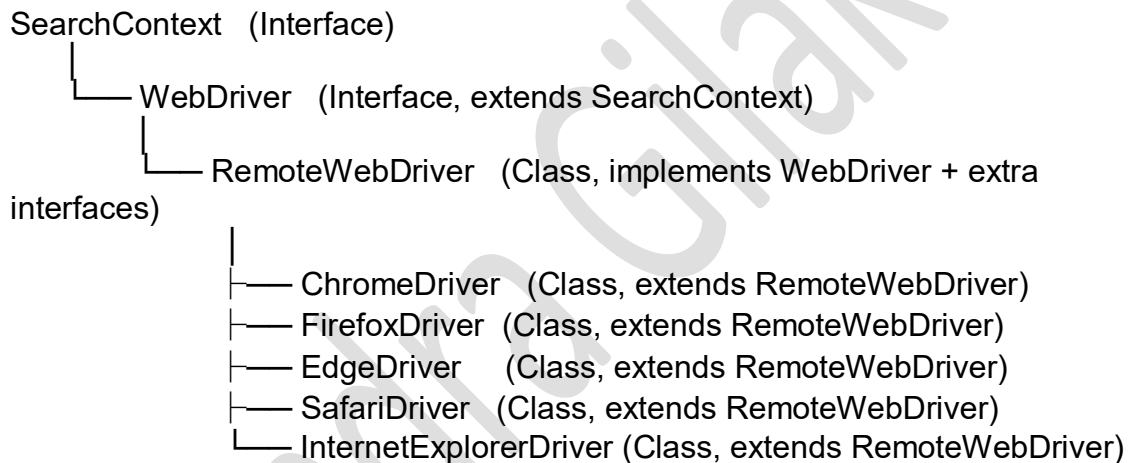 SearchContext (Interface)
└── WebDriver (Interface, extends SearchContext)
└── RemoteWebDriver (Class, implements WebDriver + extra
interfaces)
├── ChromeDriver (Class, extends RemoteWebDriver)
├── FirefoxDriver (Class, extends RemoteWebDriver)
├── EdgeDriver (Class, extends RemoteWebDriver)
├── SafariDriver (Class, extends RemoteWebDriver)
└── InternetExplorerDriver (Class, extends RemoteWebDriver)